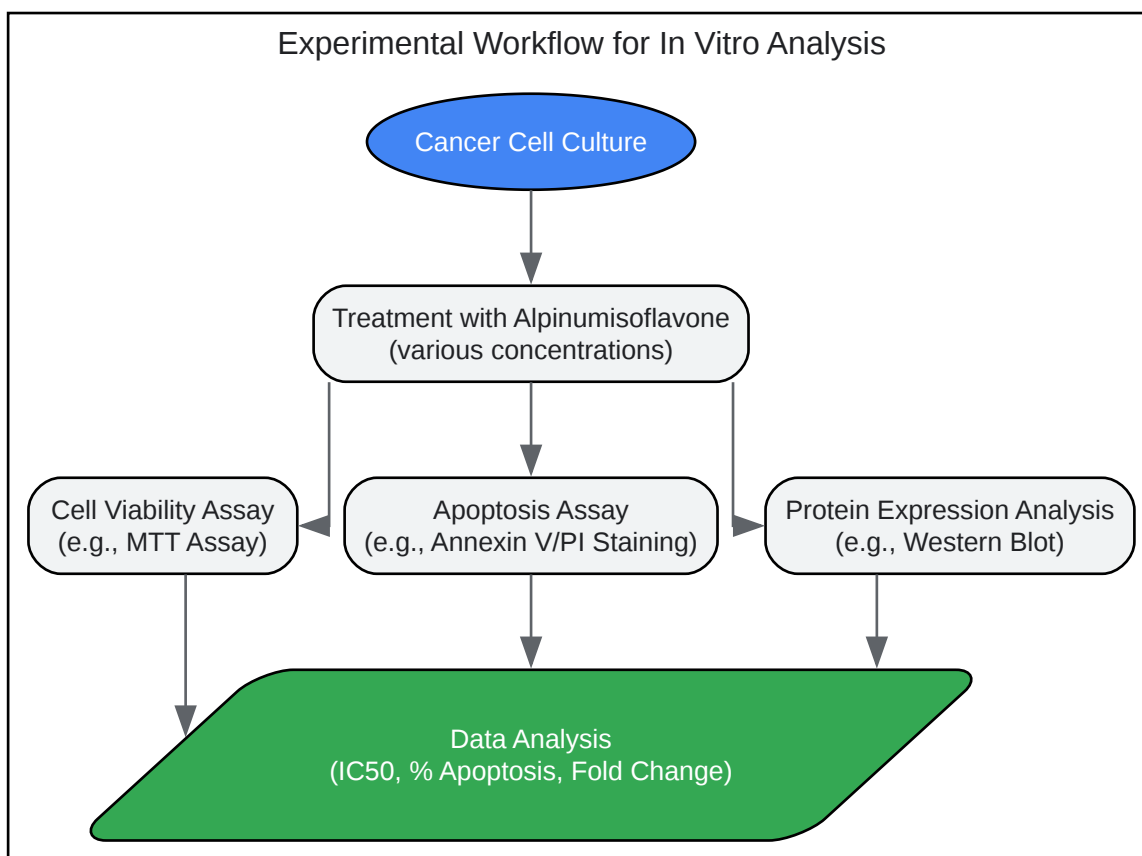 Experimental Workflow for In Vitro Analysis
Cancer Cell Culture
Treatment with Alpinumisoflavone
(various concentrations)
Cell Viability Assay
(e.g., MTT Assay)
Apoptosis Assay
(e.g., Annexin V/PI Staining)
Protein Expression Analysis
(e.g., Western Blot)
Data Analysis
(IC50, % Apoptosis, Fold Change)